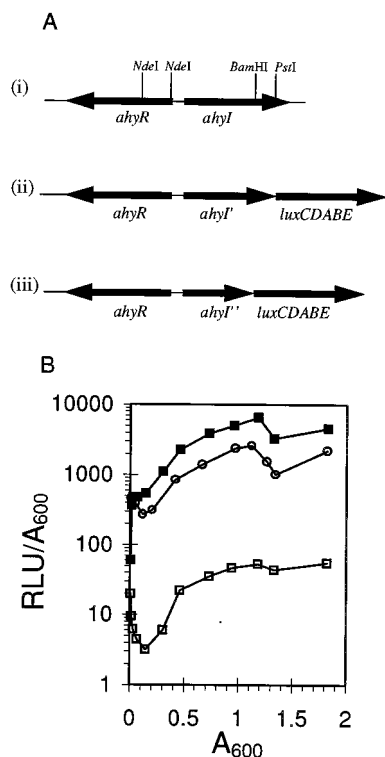 A
NdeI NdeI BamHI PstI
(i)
ahyR ahyI
(ii)
ahyR ahyI' luxCDABE
(iii)
ahyR ahyI'' luxCDABE
B
10000
1000
100
10
1
RLU/A600
0 0.5 1 1.5 2
A600